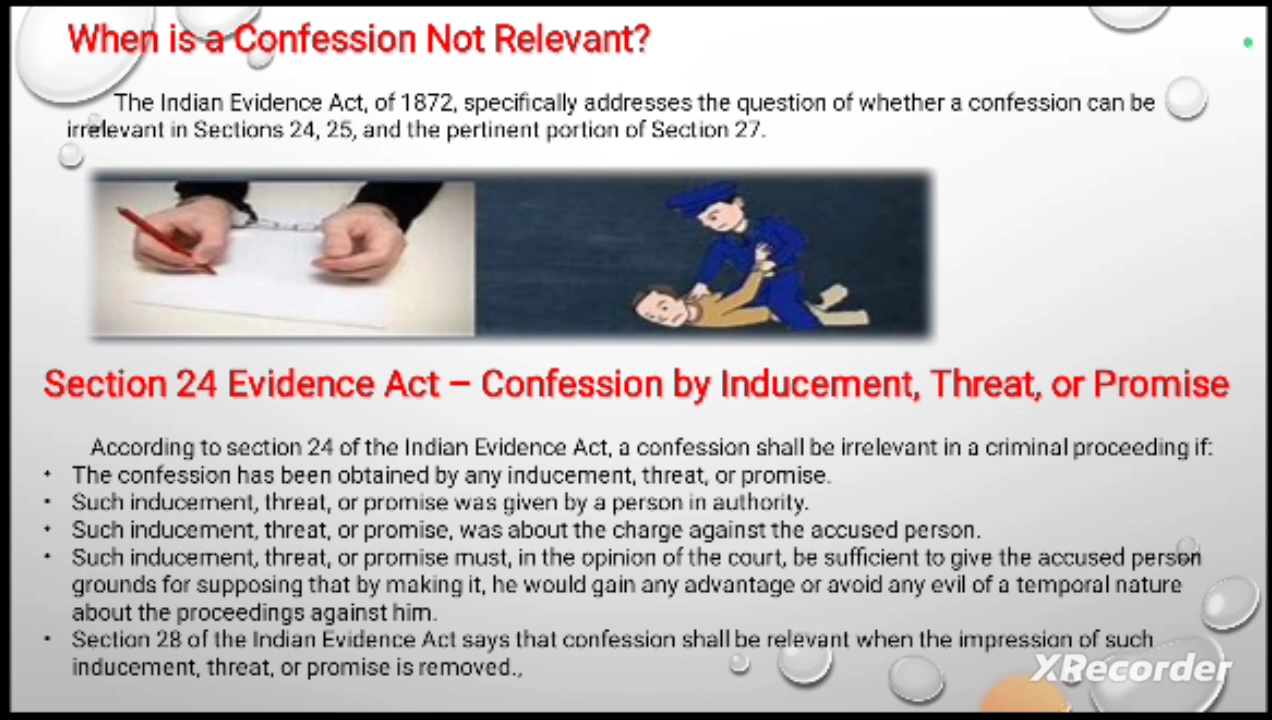 When is a Confession Not Relevant?
The Indian Evidence Act, of 1872, specifically addresses the question of whether a confession can be
irrelevant in Sections 24, 25, and the pertinent portion of Section 27.
Section 24 Evidence Act – Confession by Inducement, Threat, or Promise
According to section 24 of the Indian Evidence Act, a confession shall be irrelevant in a criminal proceeding if:
• The confession has been obtained by any inducement, threat, or promise.
• Such inducement, threat, or promise was given by a person in authority.
• Such inducement, threat, or promise, was about the charge against the accused person.
• Such inducement, threat, or promise must, in the opinion of the court, be sufficient to give the accused person
grounds for supposing that by making it, he would gain any advantage or avoid any evil of a temporal nature
about the proceedings against him.
• Section 28 of the Indian Evidence Act says that confession shall be relevant when the impression of such
inducement, threat, or promise is removed.,
XRecorder